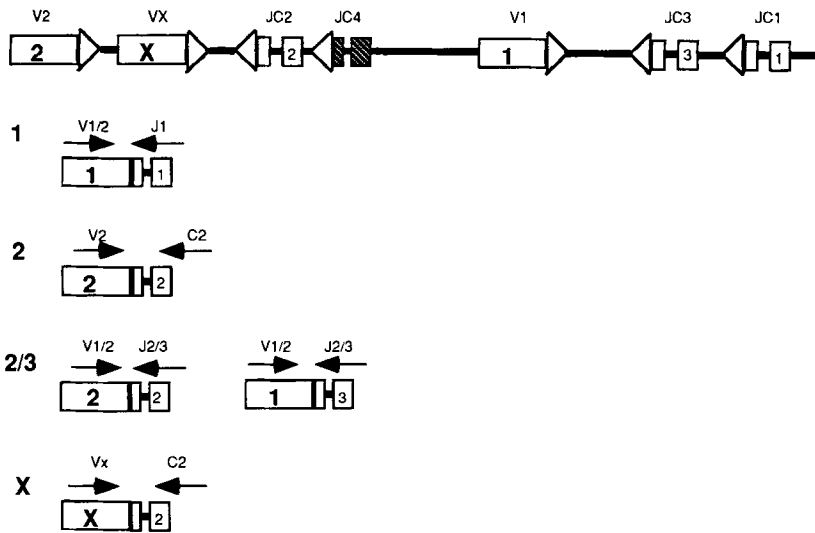 V2 VX JC2 JC4 V1 JC3 JC1
2 X 2 1 3 1
1 V1/2 J1
1 1
2 V2 C2
2 2
2/3 V1/2 J2/3 V1/2 J2/3
2 2 1 3
X Vx C2
X 2